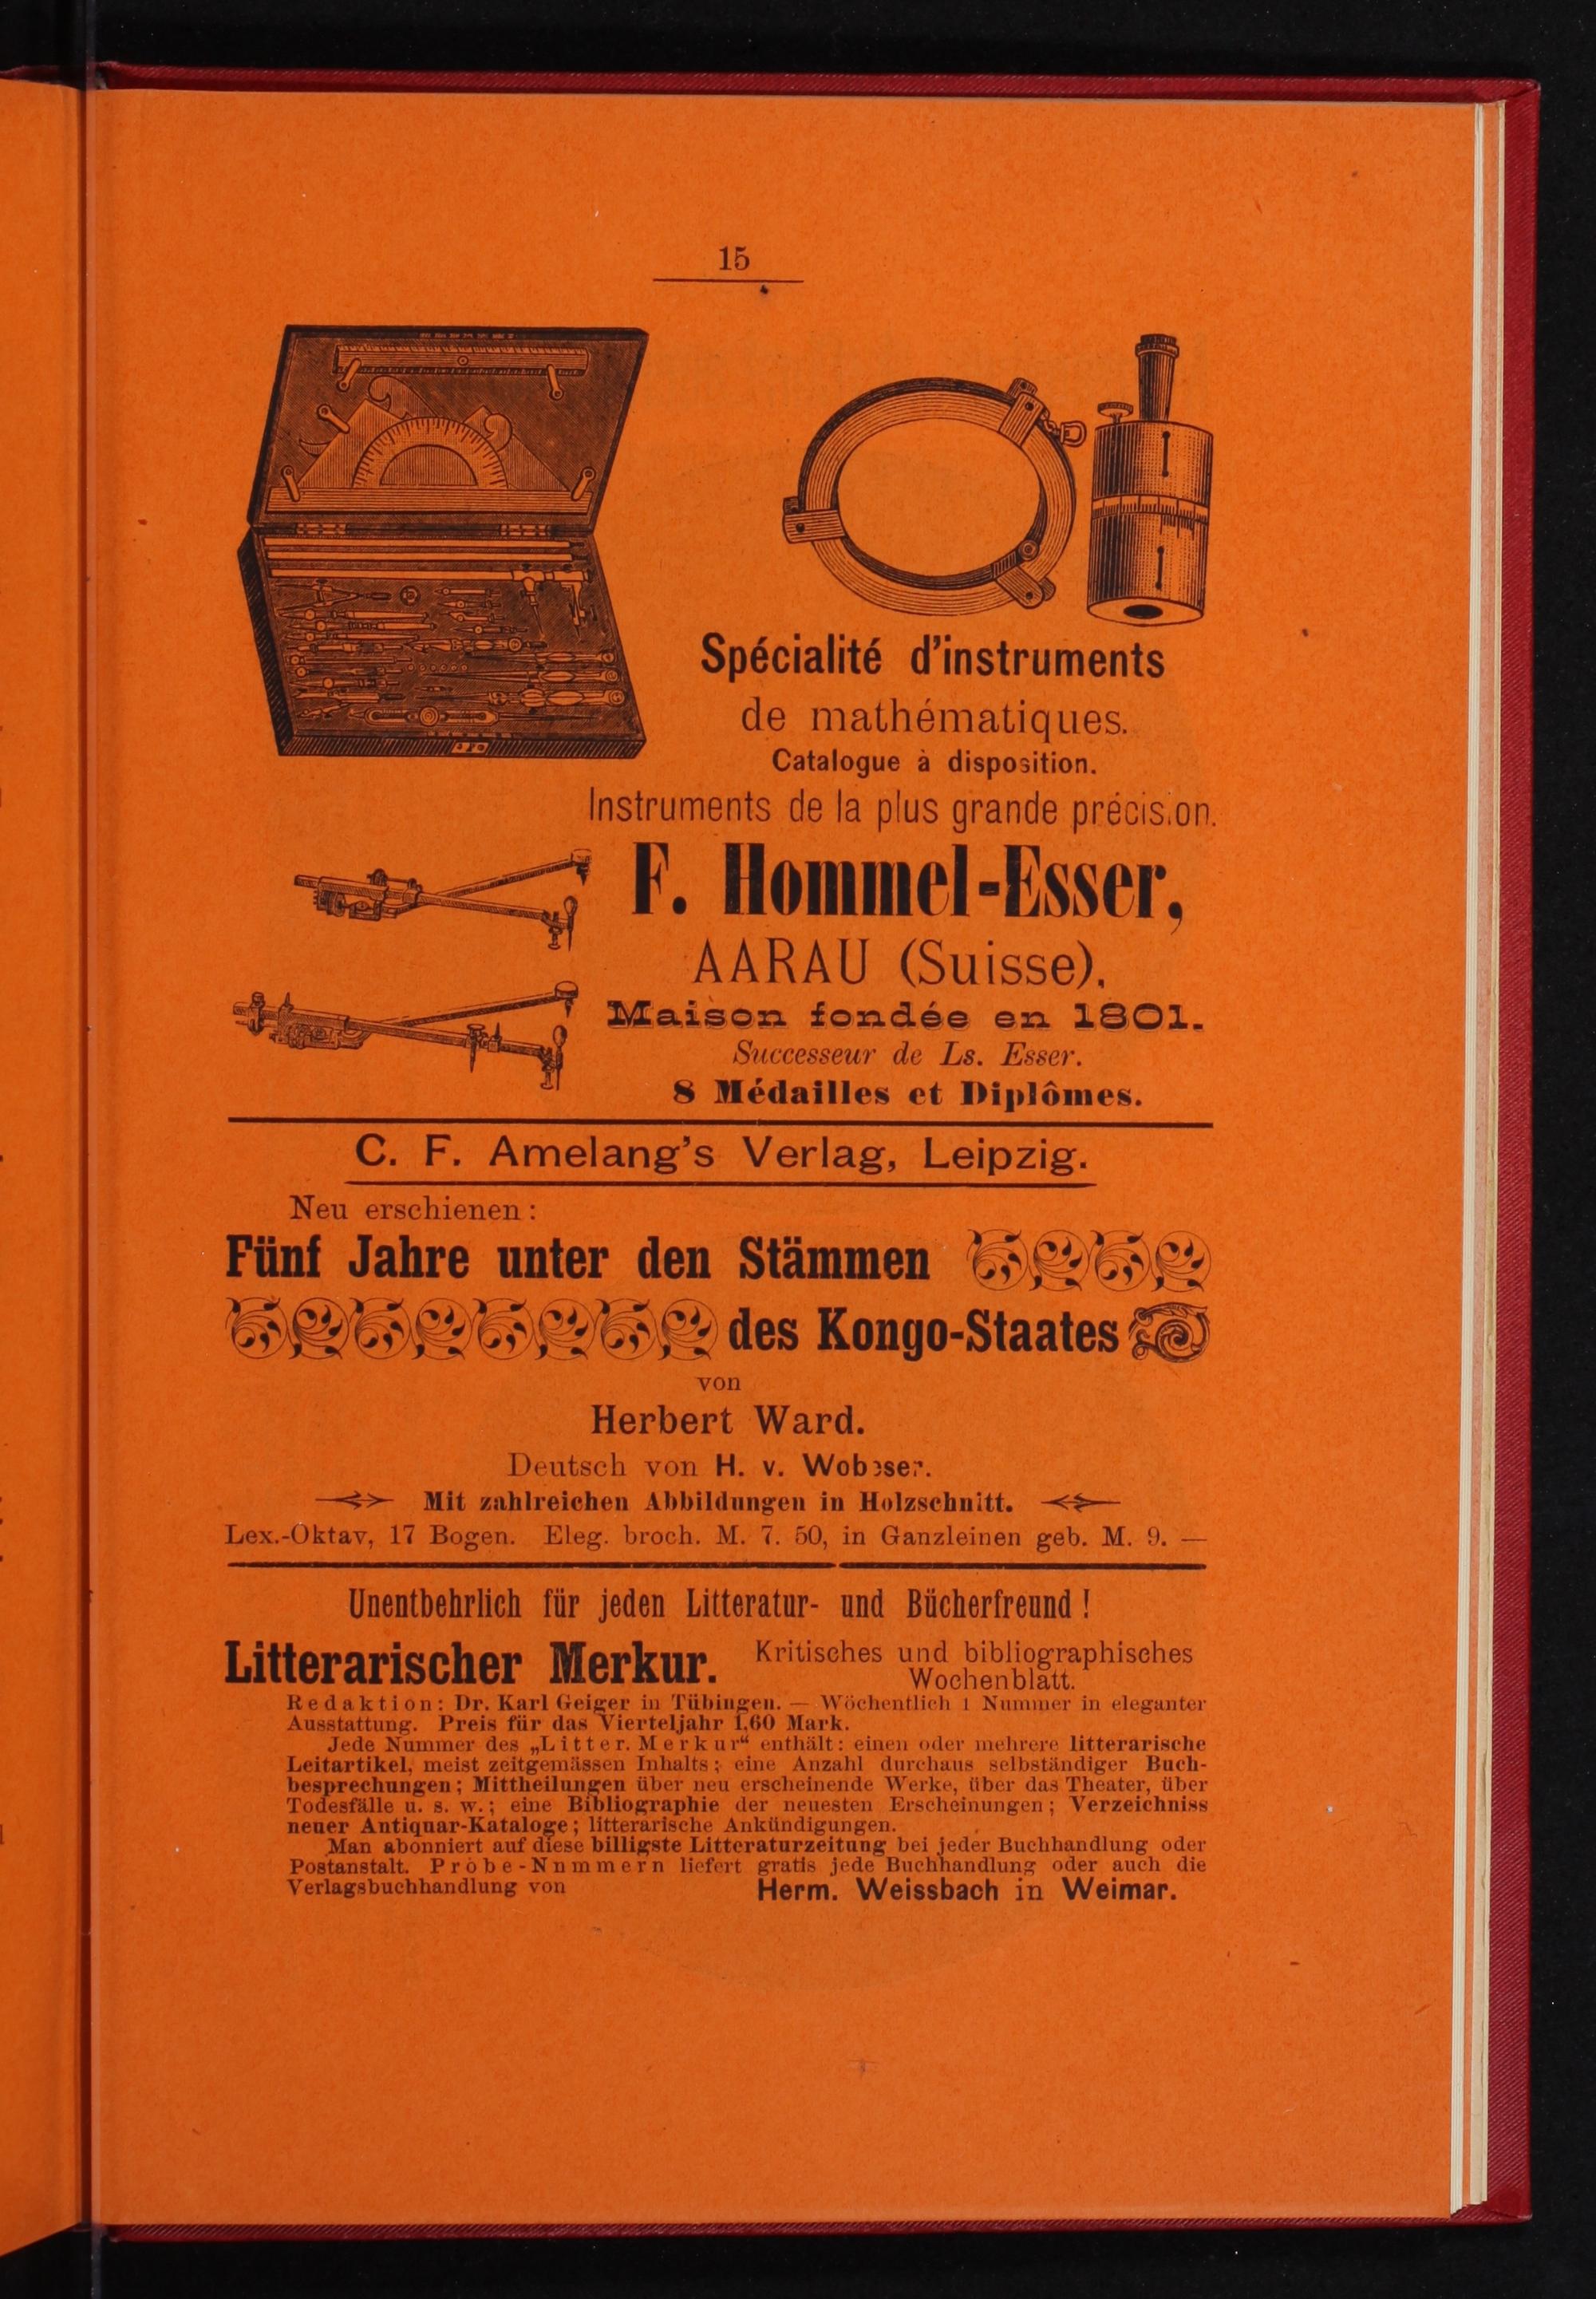 15
Spécialité d'instruments
de mathématiques.
Catalogue à disposition.
Instruments de la plus grande précision.
F. Hommel-Esser,
AARAU (Suisse),
Maison fondée en 1801.
Successeur de Ls. Esser.
8 Médailles et Diplômes.
C. F. Amelang's Verlag, Leipzig.
Neu erschienen:
Fünf Jahre unter den Stämmen
des Kongo-Staates
von
Herbert Ward.
Deutsch von H. v. Wobeser.
Mit zahlreichen Abbildungen in Holzschnitt.
Lex.-Oktav, 17 Bogen. Eleg. broch. M. 7. 50, in Ganzleinen geb. M. 9. —
Unentbehrlich für jeden Litteratur- und Bücherfreund!
Litterarischer Merkur. Kritisches und bibliographisches
Wochenblatt.
Redaktion: Dr. Karl Geiger in Tübingen. — Wöchentlich 1 Nummer in eleganter
Ausstattung. Preis für das Vierteljahr 1,60 Mark.
Jede Nummer des „Litter. Merkur“ enthält: einen oder mehrere litterarische
Leitartikel, meist zeitgemässen Inhalts; eine Anzahl durchaus selbständiger Buch-
besprechungen; Mittheilungen über neu erscheinende Werke, über das Theater, über
Todesfälle u. s. w.; eine Bibliographie der neuesten Erscheinungen; Verzeichniss
neuer Antiquar-Kataloge; litterarische Ankündigungen.
Man abonniert auf diese billigste Litteraturzeitung bei jeder Buchhandlung oder
Postanstalt. Probe-Nnmmern liefert gratis jede Buchhandlung oder auch die
Verlagsbuchhandlung von Herm. Weissbach in Weimar.